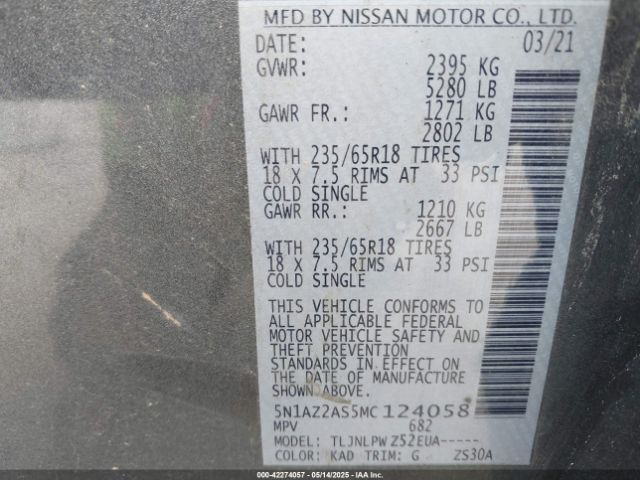 MFD BY NISSAN MOTOR CO., LTD.
DATE: 03/21
GVWR: 2395 KG
5280 LB
GAWR FR.: 1271 KG
2802 LB
WITH 235/65R18 TIRES
18 X 7.5 RIMS AT 33 PSI
COLD SINGLE
GAWR RR.: 1210 KG
2667 LB
WITH 235/65R18 TIRES
18 X 7.5 RIMS AT 33 PSI
COLD SINGLE
THIS VEHICLE CONFORMS TO
ALL APPLICABLE FEDERAL
MOTOR VEHICLE SAFETY AND
THEFT PREVENTION
STANDARDS IN EFFECT ON
THE DATE OF MANUFACTURE
SHOWN ABOVE.
5N1AZ2AS5MC124058
MPV 682
MODEL: TLJNLPW Z52EUA-----
COLOR: KAD TRIM: G ZS30A
000-42274057 - 05/14/2025 - IAAI.COM